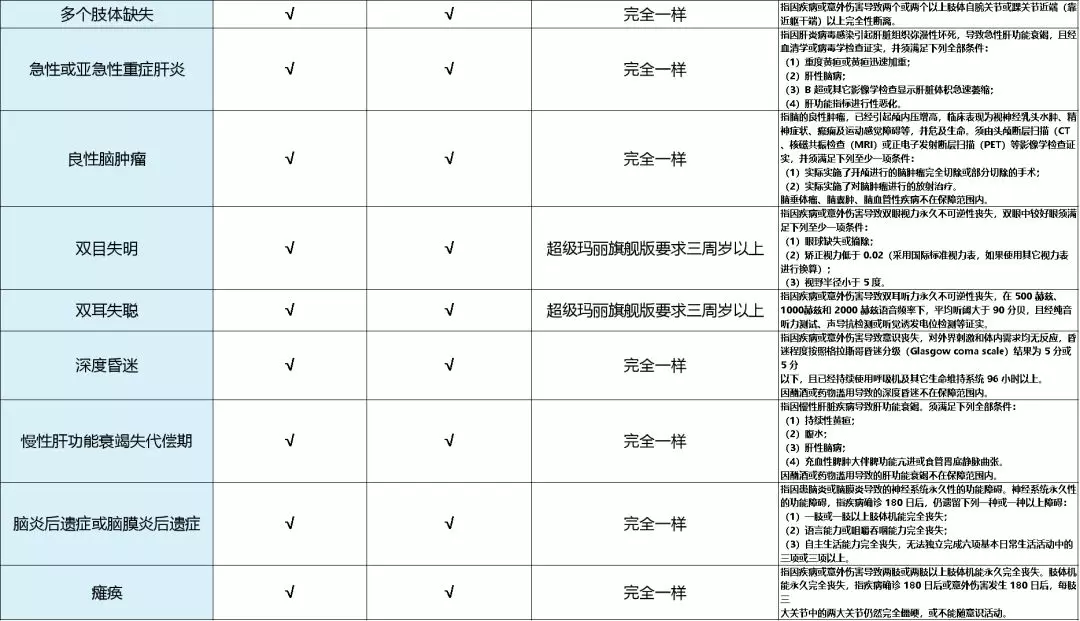 多个肢体缺失
√
√
完全一样
指因疾病或意外伤害导致两个或两个以上肢体自腕关节或踝关节近端（靠
近躯干端）以上完全性断离。
急性或亚急性重症肝炎
√
√
完全一样
指因肝炎病毒感染引起肝脏组织弥漫性坏死，导致急性肝功能衰竭，且经
血清学或病毒学检查证实，并须满足下列全部条件：
（1）重度黄疸或黄疸迅速加重；
（2）肝性脑病；
（3）B 超或其它影像学检查显示肝脏体积急速萎缩；
（4）肝功能指标进行性恶化。
良性脑肿瘤
√
√
完全一样
指脑的良性肿瘤，已经引起颅内压增高，临床表现为视神经乳头水肿、精
神症状、癫痫及运动感觉障碍等，并危及生命。须由头颅断层扫描（CT
、核磁共振检查（MRI）或正电子发射断层扫描（PET）等影像学检查证
实，并须满足下列至少一项条件：
（1）实际实施了开颅进行的脑肿瘤完全切除或部分切除的手术；
（2）实际实施了对脑肿瘤进行的放射治疗。
脑垂体瘤、脑囊肿、脑血管性疾病不在保障范围内。
双目失明
√
√
超级玛丽旗舰版要求三周岁以上
指因疾病或意外伤害导致双眼视力永久不可逆性丧失，双眼中较好眼须满
足下列至少一项条件：
（1）眼球缺失或摘除；
（2）矫正视力低于 0.02（采用国际标准视力表，如果使用其它视力表
进行换算）；
（3）视野半径小于 5 度。
双耳失聪
√
√
超级玛丽旗舰版要求三周岁以上
指因疾病或意外伤害导致双耳听力永久不可逆性丧失，在 500 赫兹、
1000赫兹和 2000 赫兹语音频率下，平均听阈大于 90 分贝，且经纯音
听力测试、声导抗检测或听觉诱发电位检测等证实。
深度昏迷
√
√
完全一样
指因疾病或意外伤害导致意识丧失，对外界刺激和体内需求均无反应，昏
迷程度按照格拉斯哥昏迷分级（Glasgow coma scale）结果为 5 分或
5 分
以下，且已经持续使用呼吸机及其它生命维持系统 96 小时以上。
因酗酒或药物滥用导致的深度昏迷不在保障范围内。
慢性肝功能衰竭失代偿期
√
√
完全一样
指因慢性肝脏疾病导致肝功能衰竭。须满足下列全部条件：
（1）持续性黄疸；
（2）腹水；
（3）肝性脑病；
（4）充血性脾肿大伴脾功能亢进或食管胃底静脉曲张。
因酗酒或药物滥用导致的肝功能衰竭不在保障范围内。
脑炎后遗症或脑膜炎后遗症
√
√
完全一样
指因患脑炎或脑膜炎导致的神经系统永久性的功能障碍。神经系统永久性
的功能障碍，指疾病确诊 180 日后，仍遗留下列一种或一种以上障碍：
（1）一肢或一肢以上肢体机能完全丧失；
（2）语言能力或咀嚼吞咽能力完全丧失；
（3）自主生活能力完全丧失，无法独立完成六项基本日常生活活动中的
三项或三项以上。
瘫痪
√
√
完全一样
指因疾病或意外伤害导致两肢或两肢以上肢体机能永久完全丧失。肢体机
能永久完全丧失，指疾病确诊 180 日后或意外伤害发生 180 日后，每肢
三
大关节中的两大关节仍然完全僵硬，或不能随意识活动。